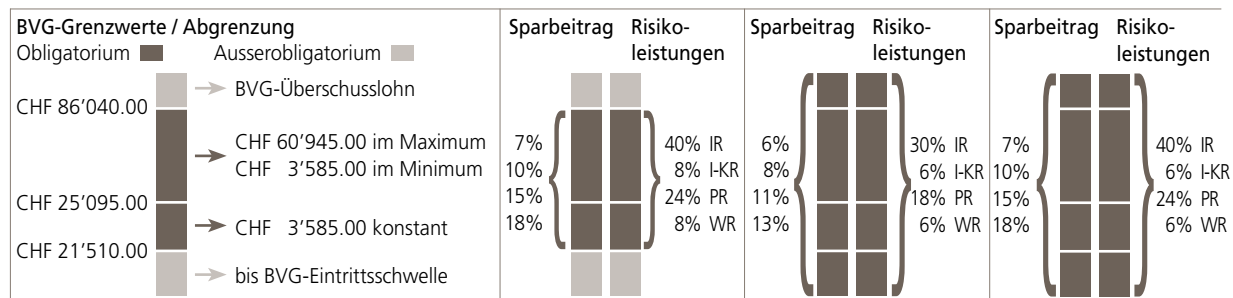 BVG-Grenzwerte / Abgrenzung
Obligatorium Ausserobligatorium
BVG-Überschusslohn
CHF 86’040.00
CHF 60’945.00 im Maximum
CHF 3’585.00 im Minimum
CHF 25’095.00
CHF 3’585.00 konstant
CHF 21’510.00
bis BVG-Eintrittsschwelle
Sparbeitrag Risiko-
leistungen
7% 40% IR
10% 8% I-KR
15% 24% PR
18% 8% WR
Sparbeitrag Risiko-
leistungen
6% 30% IR
8% 6% I-KR
11% 18% PR
13% 6% WR
Sparbeitrag Risiko-
leistungen
7% 40% IR
10% 6% I-KR
15% 24% PR
18% 6% WR